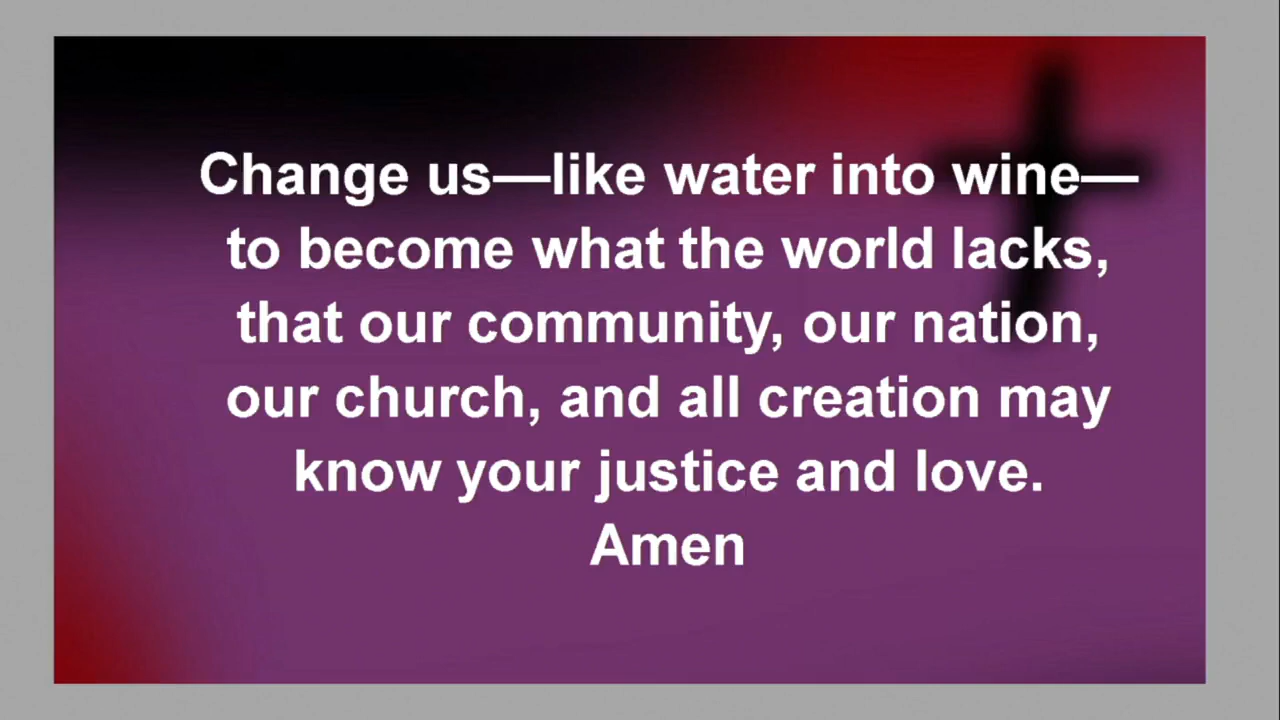 Change us—like water into wine—
to become what the world lacks,
that our community, our nation,
our church, and all creation may
know your justice and love.
Amen